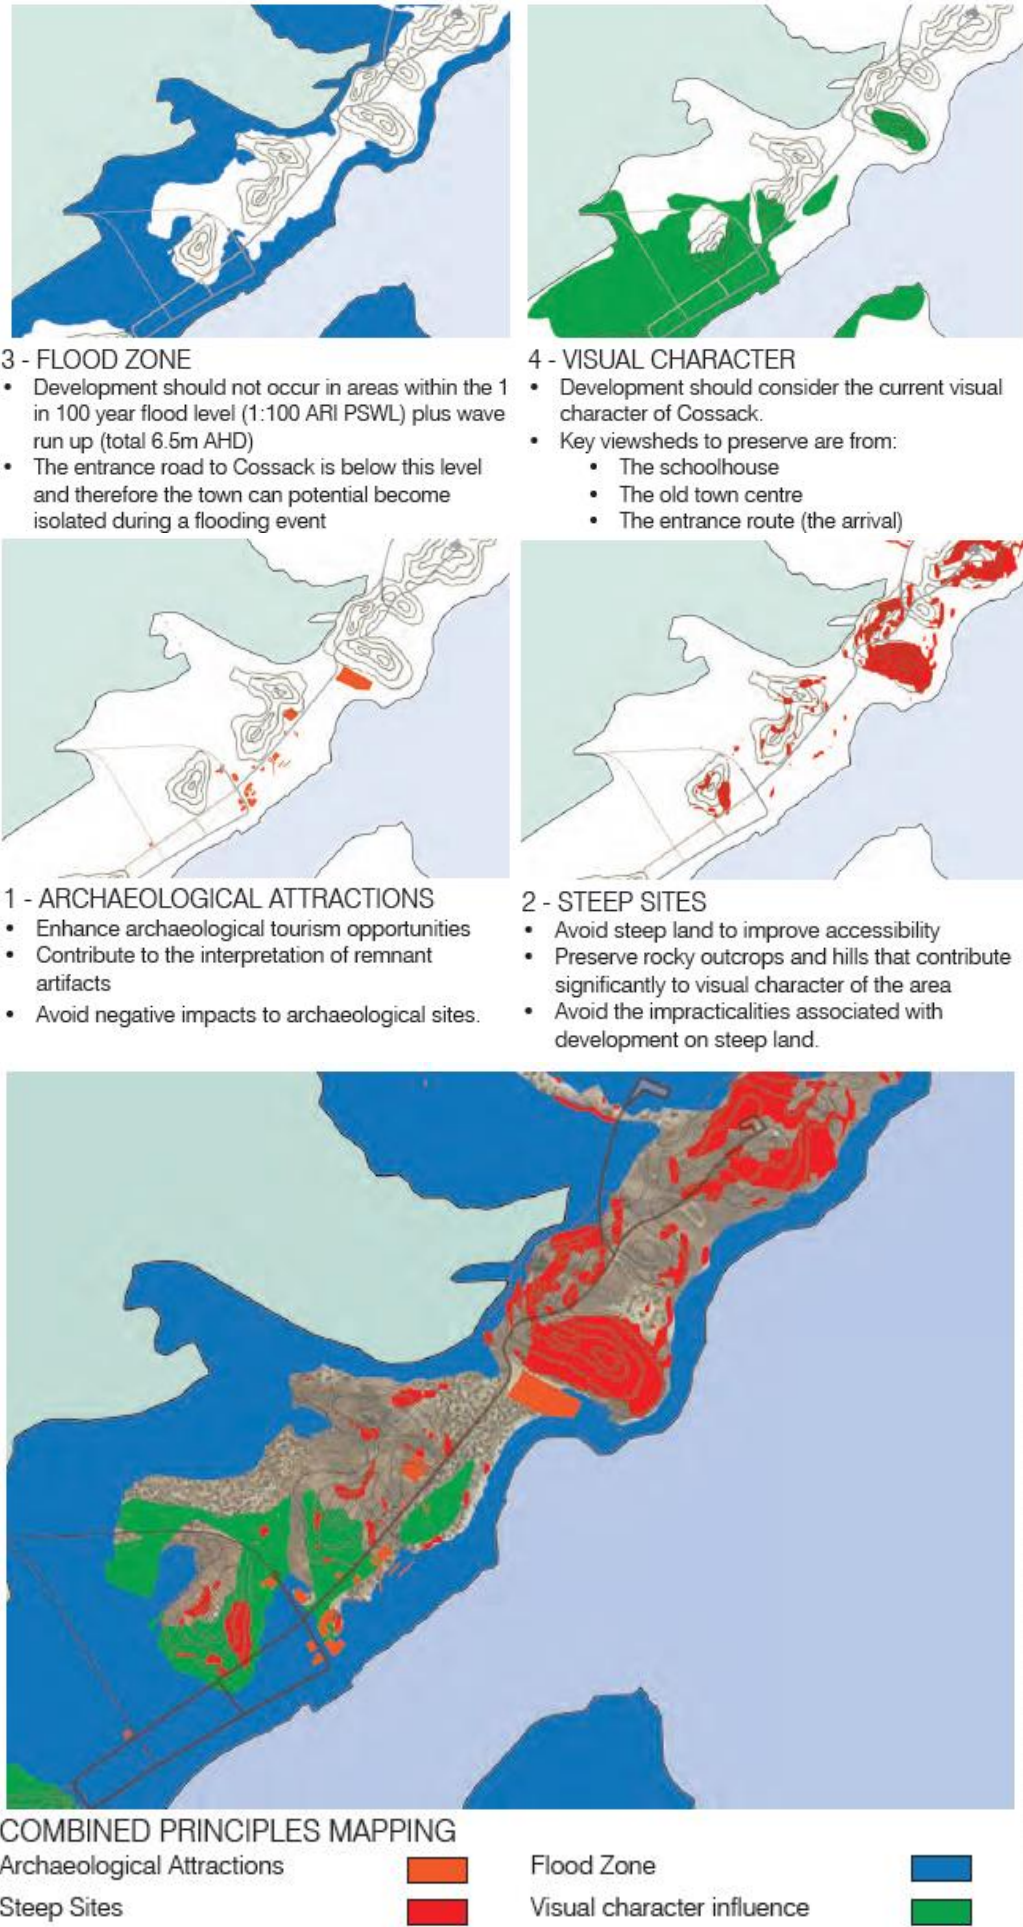 3 - FLOOD ZONE
• Development should not occur in areas within the 1
in 100 year flood level (1:100 ARI PSWL) plus wave
run up (total 6.5m AHD)
• The entrance road to Cossack is below this level
and therefore the town can potential become
isolated during a flooding event
4 - VISUAL CHARACTER
• Development should consider the current visual
character of Cossack.
• Key viewsheds to preserve are from:
• The schoolhouse
• The old town centre
• The entrance route (the arrival)
1 - ARCHAEOLOGICAL ATTRACTIONS
• Enhance archaeological tourism opportunities
• Contribute to the interpretation of remnant
artifacts
• Avoid negative impacts to archaeological sites.
2 - STEEP SITES
• Avoid steep land to improve accessibility
• Preserve rocky outcrops and hills that contribute
significantly to visual character of the area
• Avoid the impracticalities associated with
development on steep land.
COMBINED PRINCIPLES MAPPING
Archaeological Attractions
Flood Zone
Steep Sites
Visual character influence